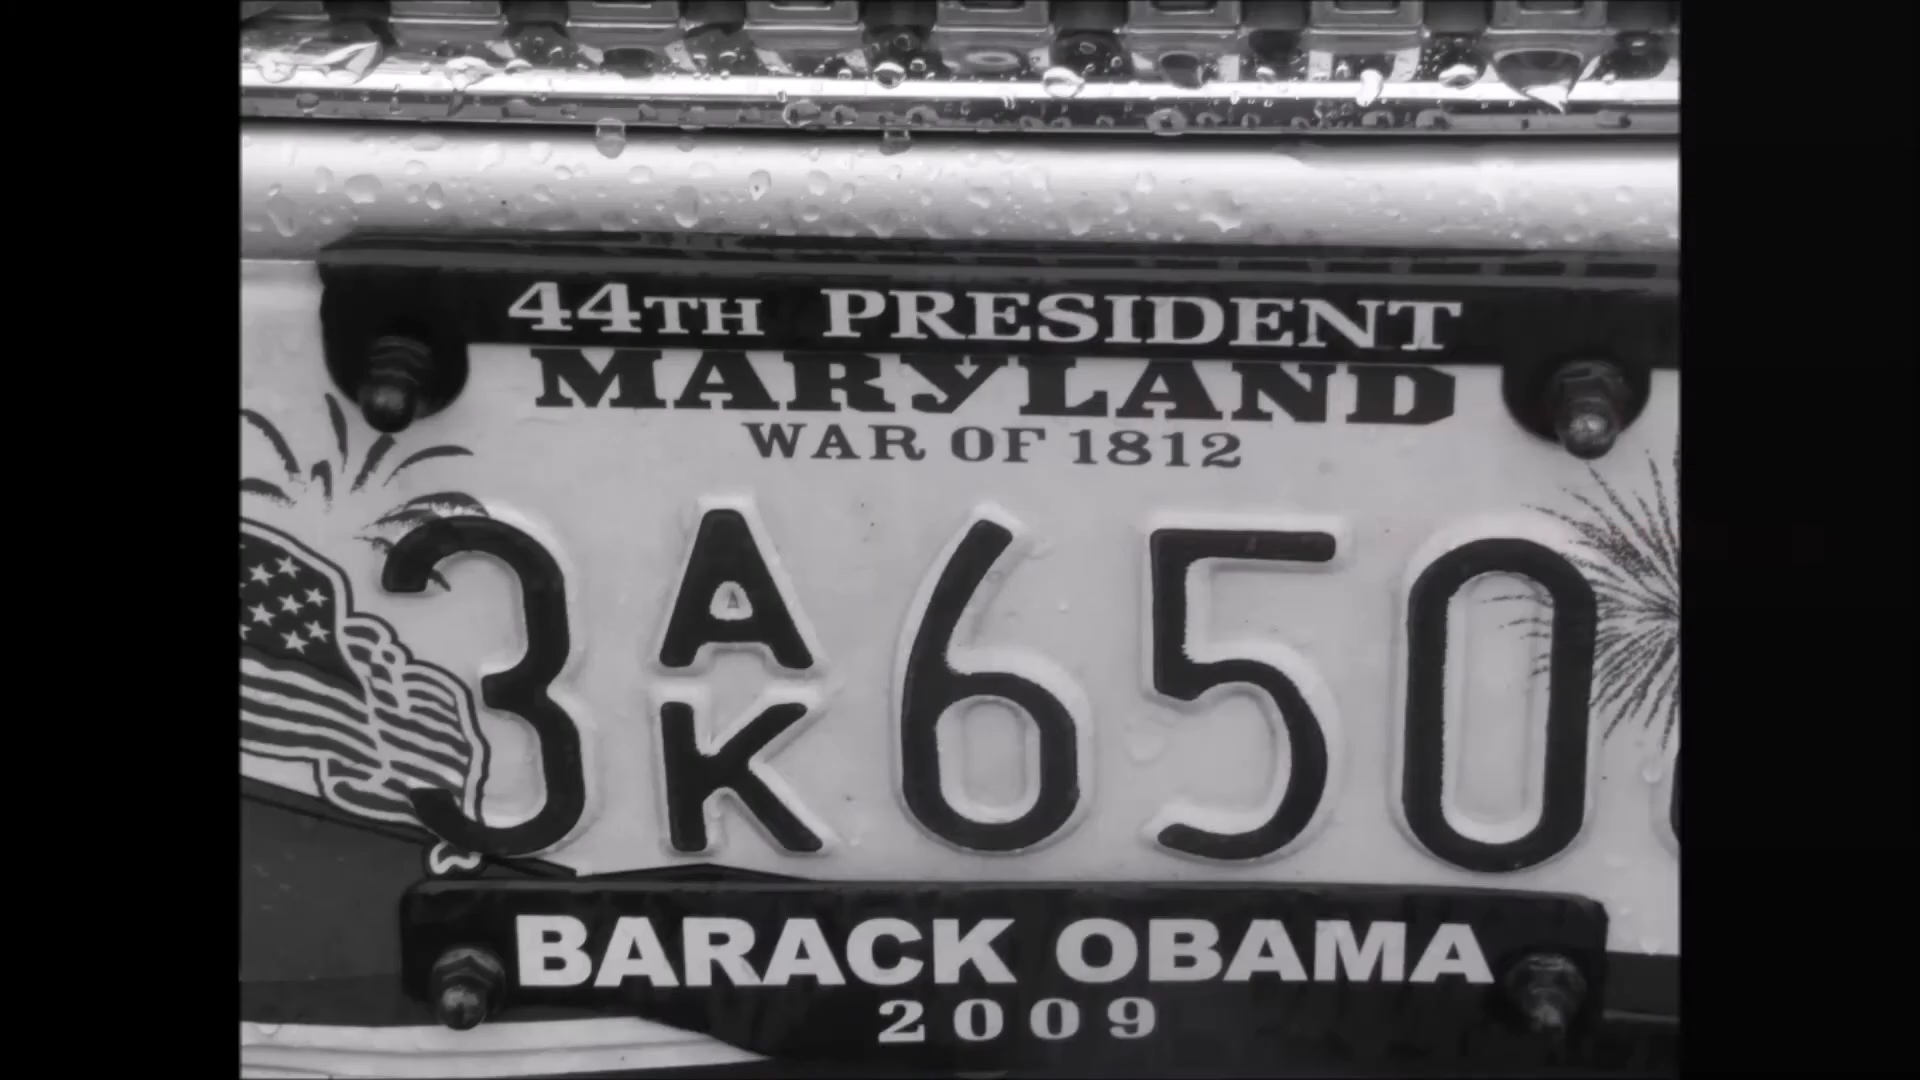 44TH PRESIDENT
MARYLAND
WAR OF 1812
3AK650
BARACK OBAMA
2009